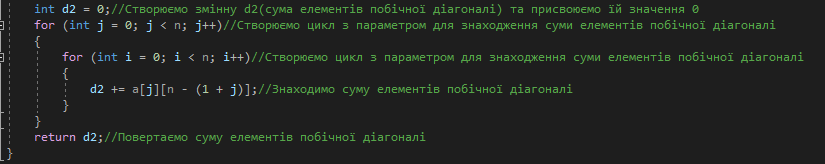 int d2 = 0;//Створюємо змінну d2(сума елементів побічної діагоналі) та присвоюємо їй значення 0
for (int j = 0; j < n; j++)//Створюємо цикл з параметром для знаходження суми елементів побічної діагоналі
{
for (int i = 0; i < n; i++)//Створюємо цикл з параметром для знаходження суми елементів побічної діагоналі
{
d2 += a[j][n - (1 + j)];//Знаходимо суму елементів побічної діагоналі
}
}
return d2;//Повертаємо суму елементів побічної діагоналі
}